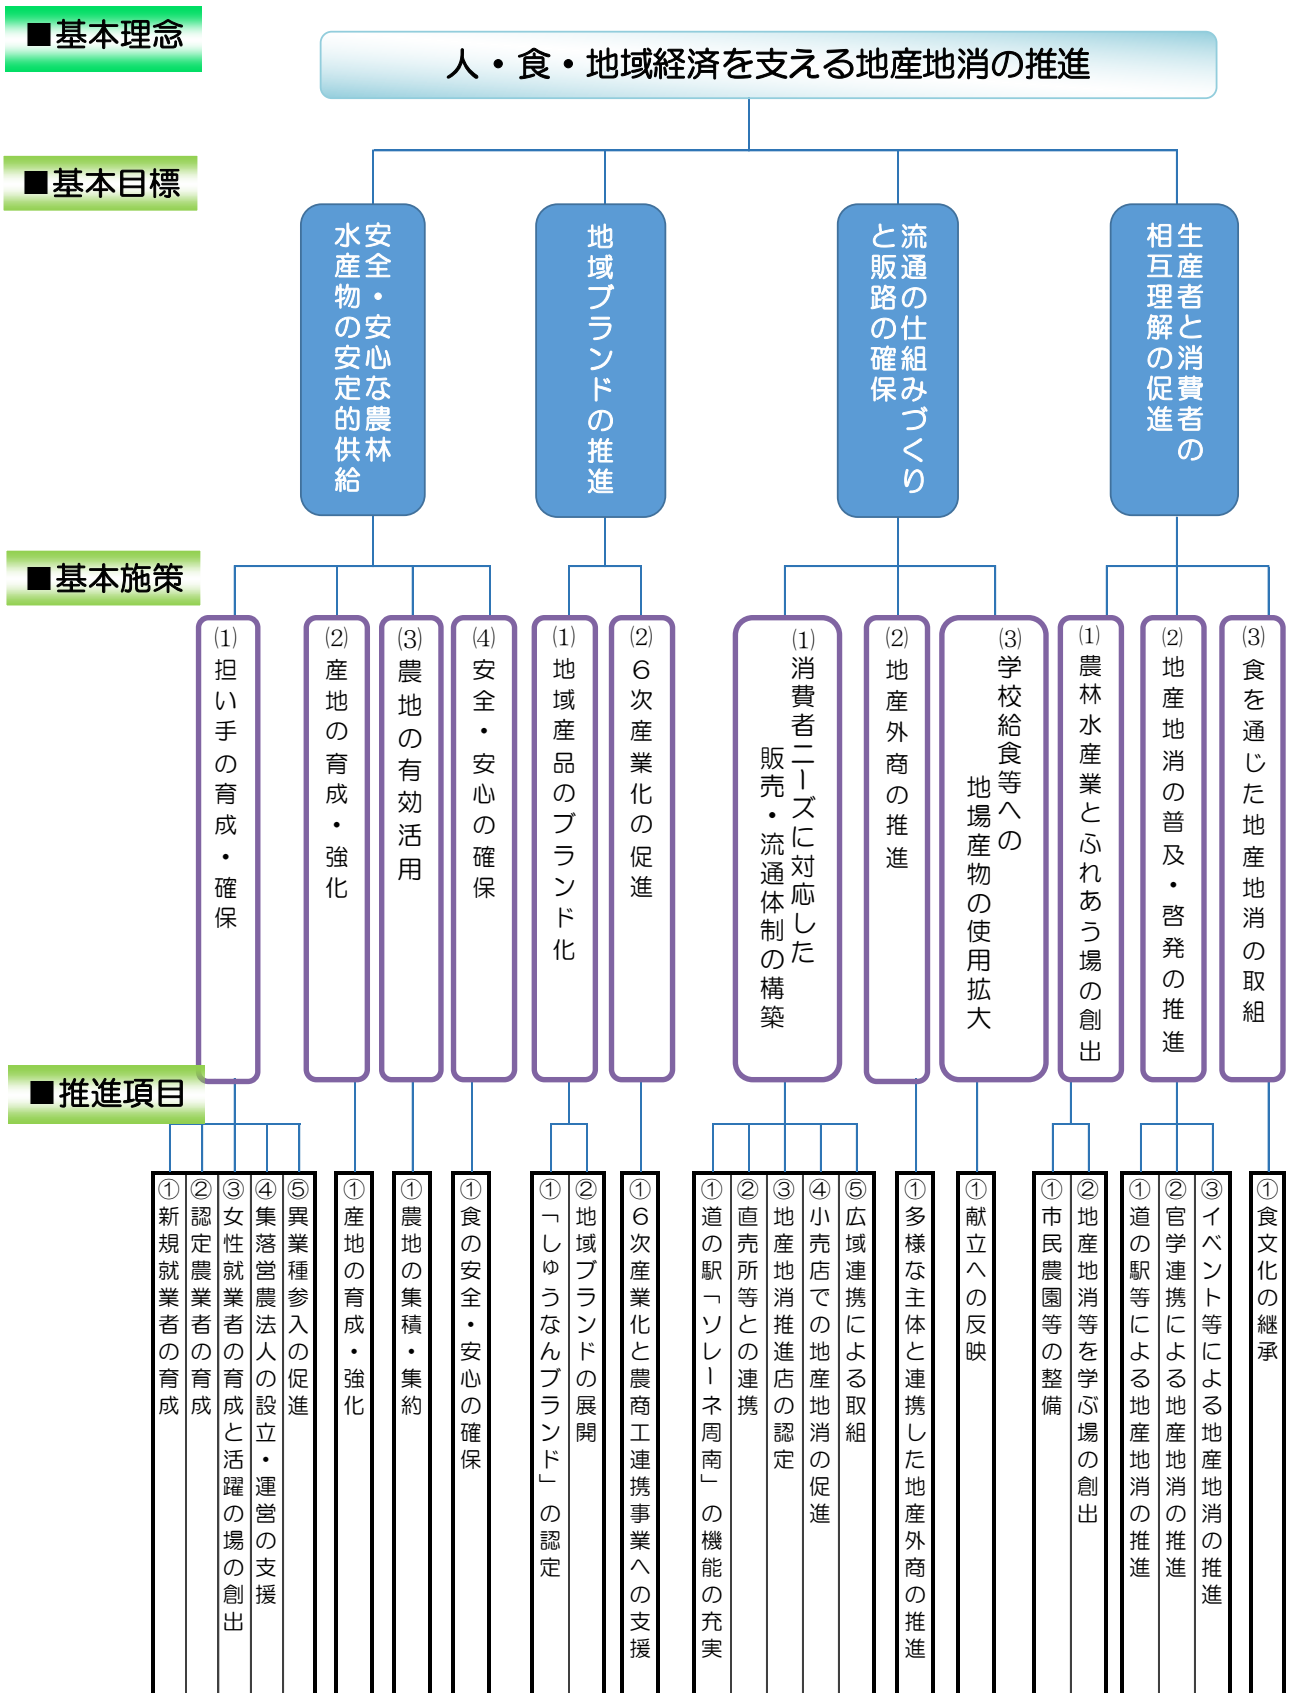 ■基本理念
人・食・地域経済を支える地産地消の推進
■基本目標
安全・安心な農林
水産物の安定的供給
地域ブランドの推進
流通の仕組みづくり
と販路の確保
生産者と消費者の
相互理解の促進
■基本施策
⑴担い手の育成・確保
⑵産地の育成・強化
⑶農地の有効活用
⑷安全・安心の確保
⑴地域産品のブランド化
⑵６次産業化の促進
⑴消費者ニーズに対応した
販売・流通体制の構築
⑵地産外商の推進
⑶学校給食等への
地場産物の使用拡大
⑴農林水産業とふれあう場の創出
⑵地産地消の普及・啓発の推進
⑶食を通じた地産地消の取組
■推進項目
①新規就業者の育成
②認定農業者の育成
③女性就業者の育成と活躍の場の創出
④集落営農法人の設立・運営の支援
⑤異業種参入の促進
①産地の育成・強化
①農地の集積・集約
①食の安全・安心の確保
①「しゅうなんブランド」の認定
②地域ブランドの展開
①６次産業化と農商工連携事業への支援
①道の駅「ソレーネ周南」の機能の充実
②直売所等との連携
③地産地消推進店の認定
④小売店での地産地消の促進
⑤広域連携による取組
①多様な主体と連携した地産外商の推進
①献立への反映
①市民農園等の整備
②地産地消等を学ぶ場の創出
①道の駅等による地産地消の推進
②官学連携による地産地消の推進
③イベント等による地産地消の推進
①食文化の継承